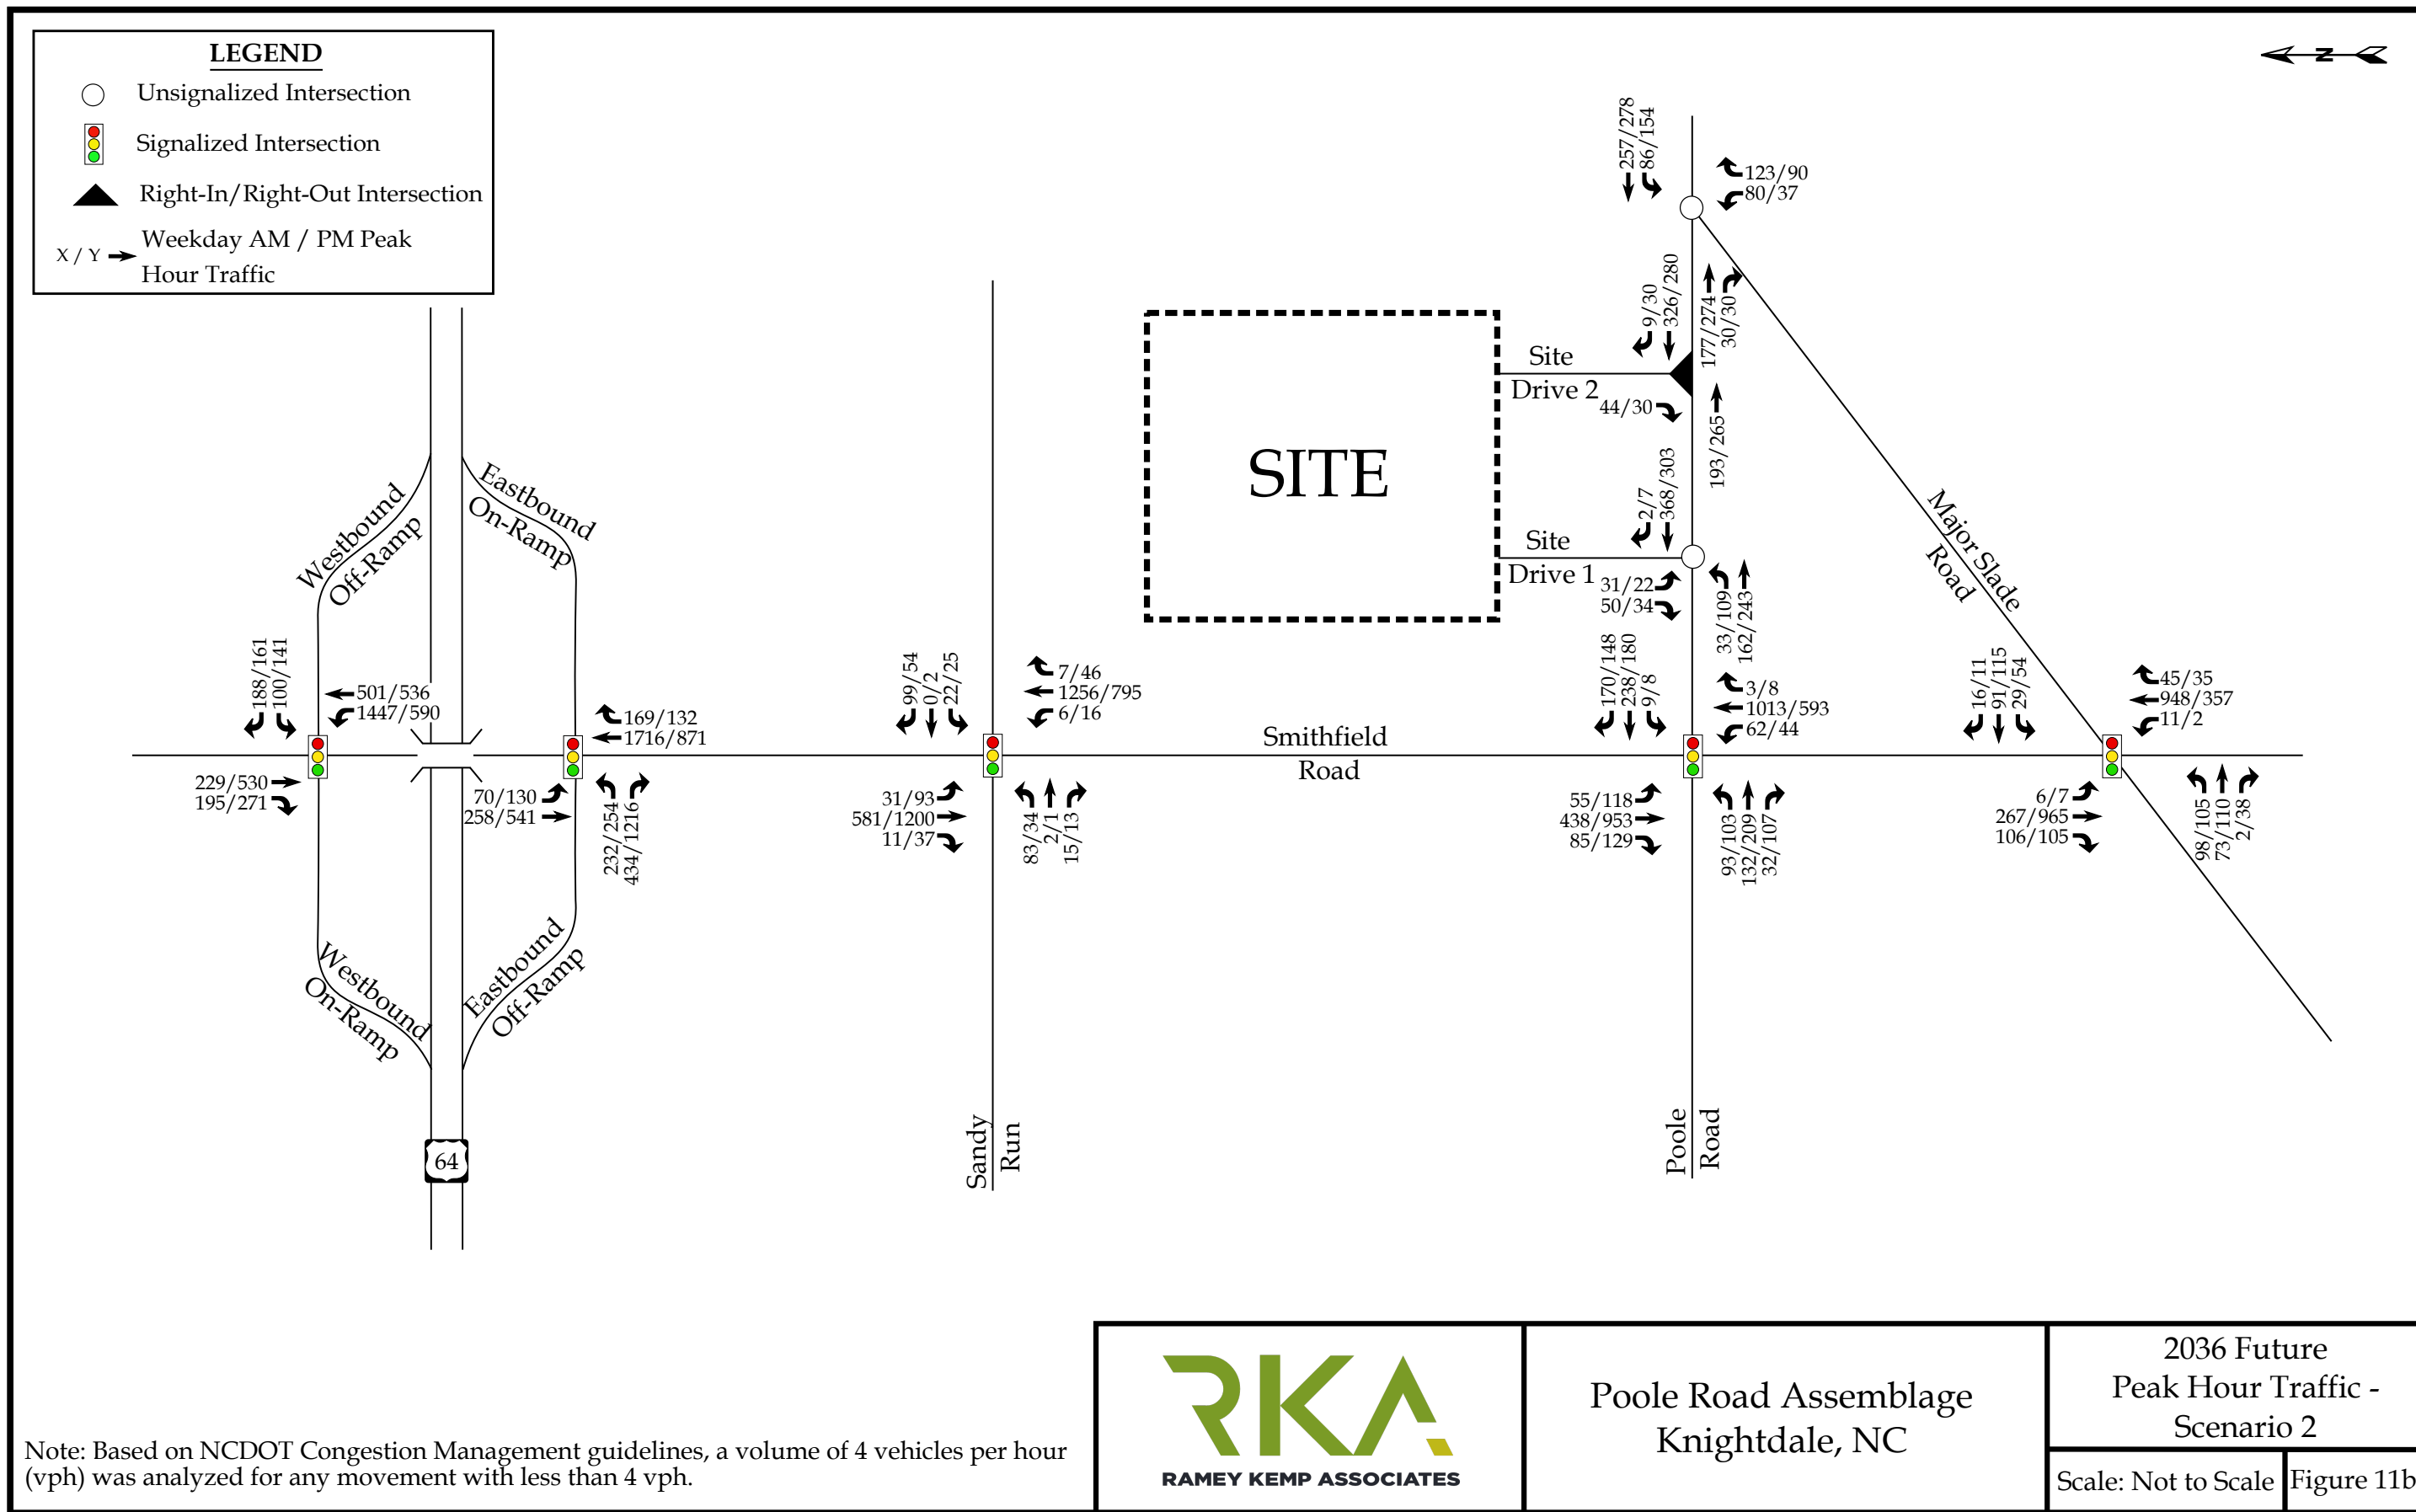 LEGEND
Unsignalized Intersection
Signalized Intersection
Right-In/Right-Out Intersection
X / Y
Weekday AM / PM Peak
Hour Traffic
N
257/278
86/154
123/90
80/37
9/30
326/280
177/274
30/30
Site
Drive 2
44/30
193/265
SITE
2/7
368/303
Site
Drive 1
31/22
50/34
33/109
162/243
Major Slade
Road
Westbound
Off-Ramp
Eastbound
On-Ramp
188/161
100/141
501/536
1447/590
229/530
195/271
169/132
1716/871
70/130
258/541
232/254
434/1216
99/54
0/2
22/25
7/46
1256/795
6/16
31/93
581/1200
11/37
83/34
2/1
15/13
Smithfield
Road
170/148
238/180
9/8
3/8
1013/593
62/44
55/118
438/953
85/129
93/103
132/209
32/107
16/11
91/115
29/54
45/35
948/357
11/2
6/7
267/965
106/105
98/105
73/110
2/38
Westbound
On-Ramp
Eastbound
Off-Ramp
64
Sandy
Run
Poole
Road
Note: Based on NCDOT Congestion Management guidelines, a volume of 4 vehicles per hour
(vph) was analyzed for any movement with less than 4 vph.
RKA
RAMEY KEMP ASSOCIATES
Poole Road Assemblage
Knightdale, NC
2036 Future
Peak Hour Traffic -
Scenario 2
Scale: Not to Scale
Figure 11b